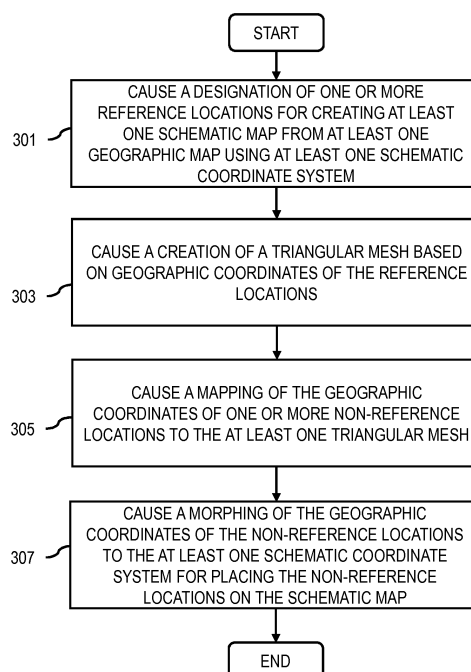 START
301
CAUSE A DESIGNATION OF ONE OR MORE
REFERENCE LOCATIONS FOR CREATING AT LEAST
ONE SCHEMATIC MAP FROM AT LEAST ONE
GEOGRAPHIC MAP USING AT LEAST ONE SCHEMATIC
COORDINATE SYSTEM
303
CAUSE A CREATION OF A TRIANGULAR MESH BASED
ON GEOGRAPHIC COORDINATES OF THE REFERENCE
LOCATIONS
305
CAUSE A MAPPING OF THE GEOGRAPHIC
COORDINATES OF ONE OR MORE NON-REFERENCE
LOCATIONS TO THE AT LEAST ONE TRIANGULAR MESH
307
CAUSE A MORPHING OF THE GEOGRAPHIC
COORDINATES OF THE NON-REFERENCE LOCATIONS
TO THE AT LEAST ONE SCHEMATIC COORDINATE
SYSTEM FOR PLACING THE NON-REFERENCE
LOCATIONS ON THE SCHEMATIC MAP
END